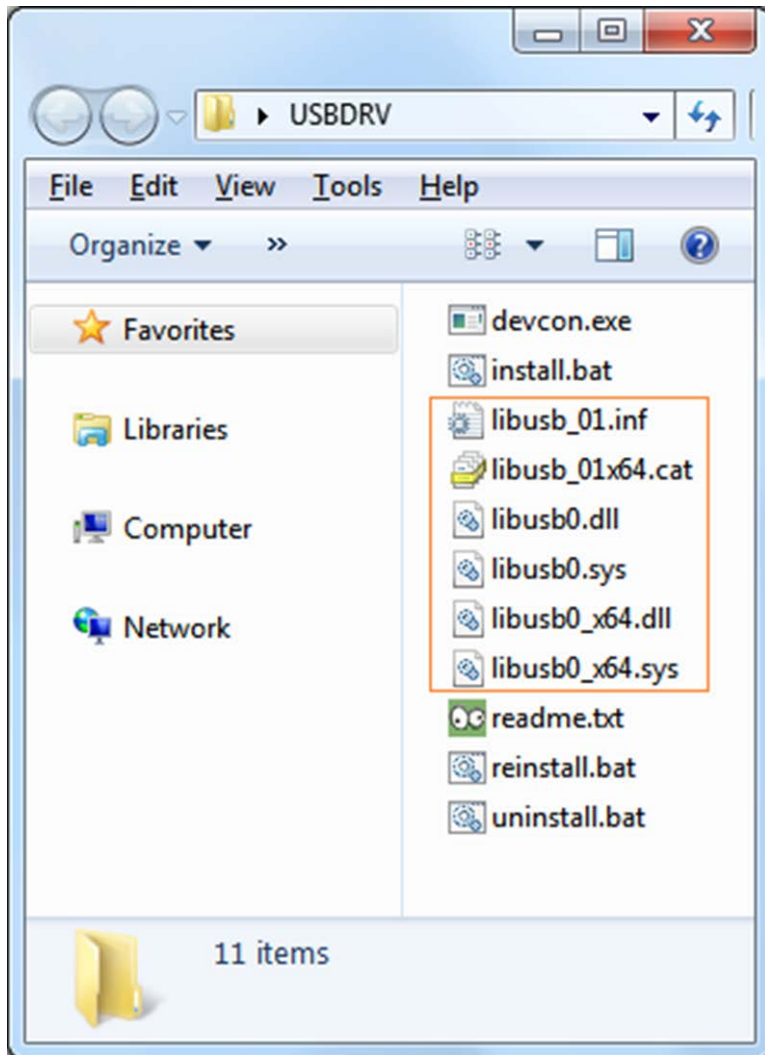 USBDRV
File Edit View Tools Help
Organize »
Favorites
Libraries
Computer
Network
devcon.exe
install.bat
libusb_01.inf
libusb_01x64.cat
libusb0.dll
libusb0.sys
libusb0_x64.dll
libusb0_x64.sys
readme.txt
reinstall.bat
uninstall.bat
11 items